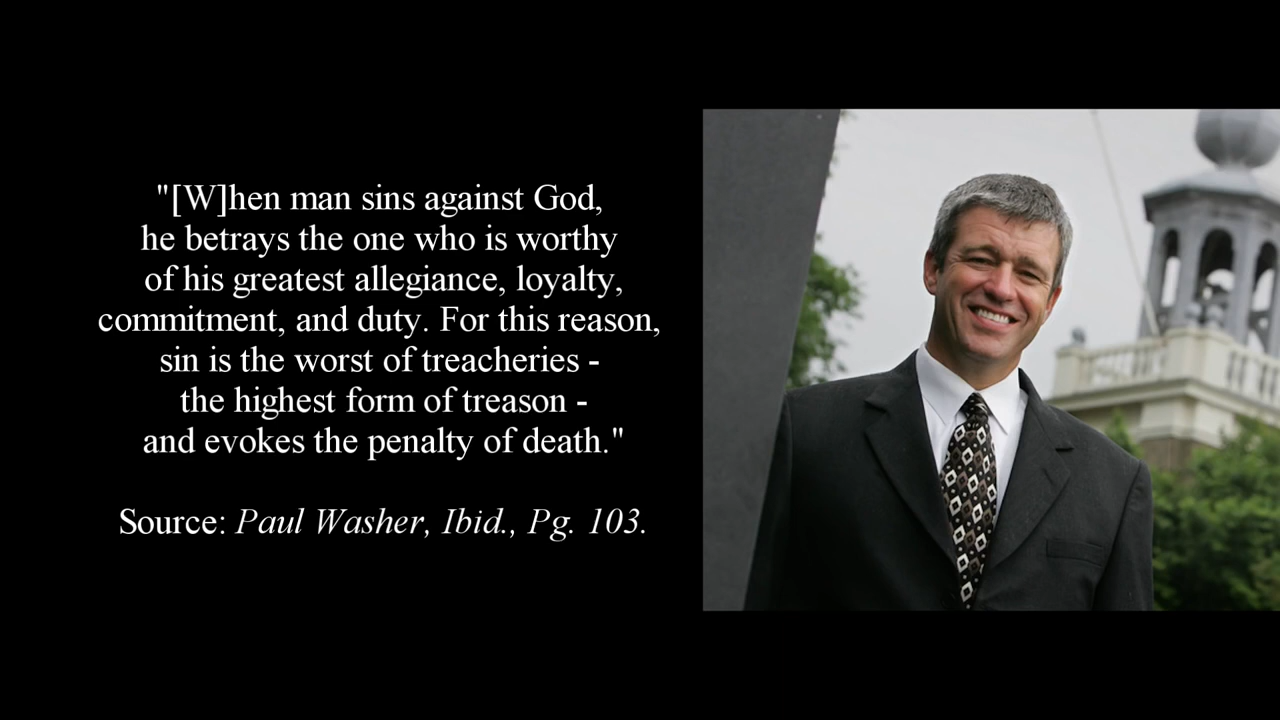 "[W]hen man sins against God,
he betrays the one who is worthy
of his greatest allegiance, loyalty,
commitment, and duty. For this reason,
sin is the worst of treacheries -
the highest form of treason -
and evokes the penalty of death."
Source: Paul Washer, Ibid., Pg. 103.